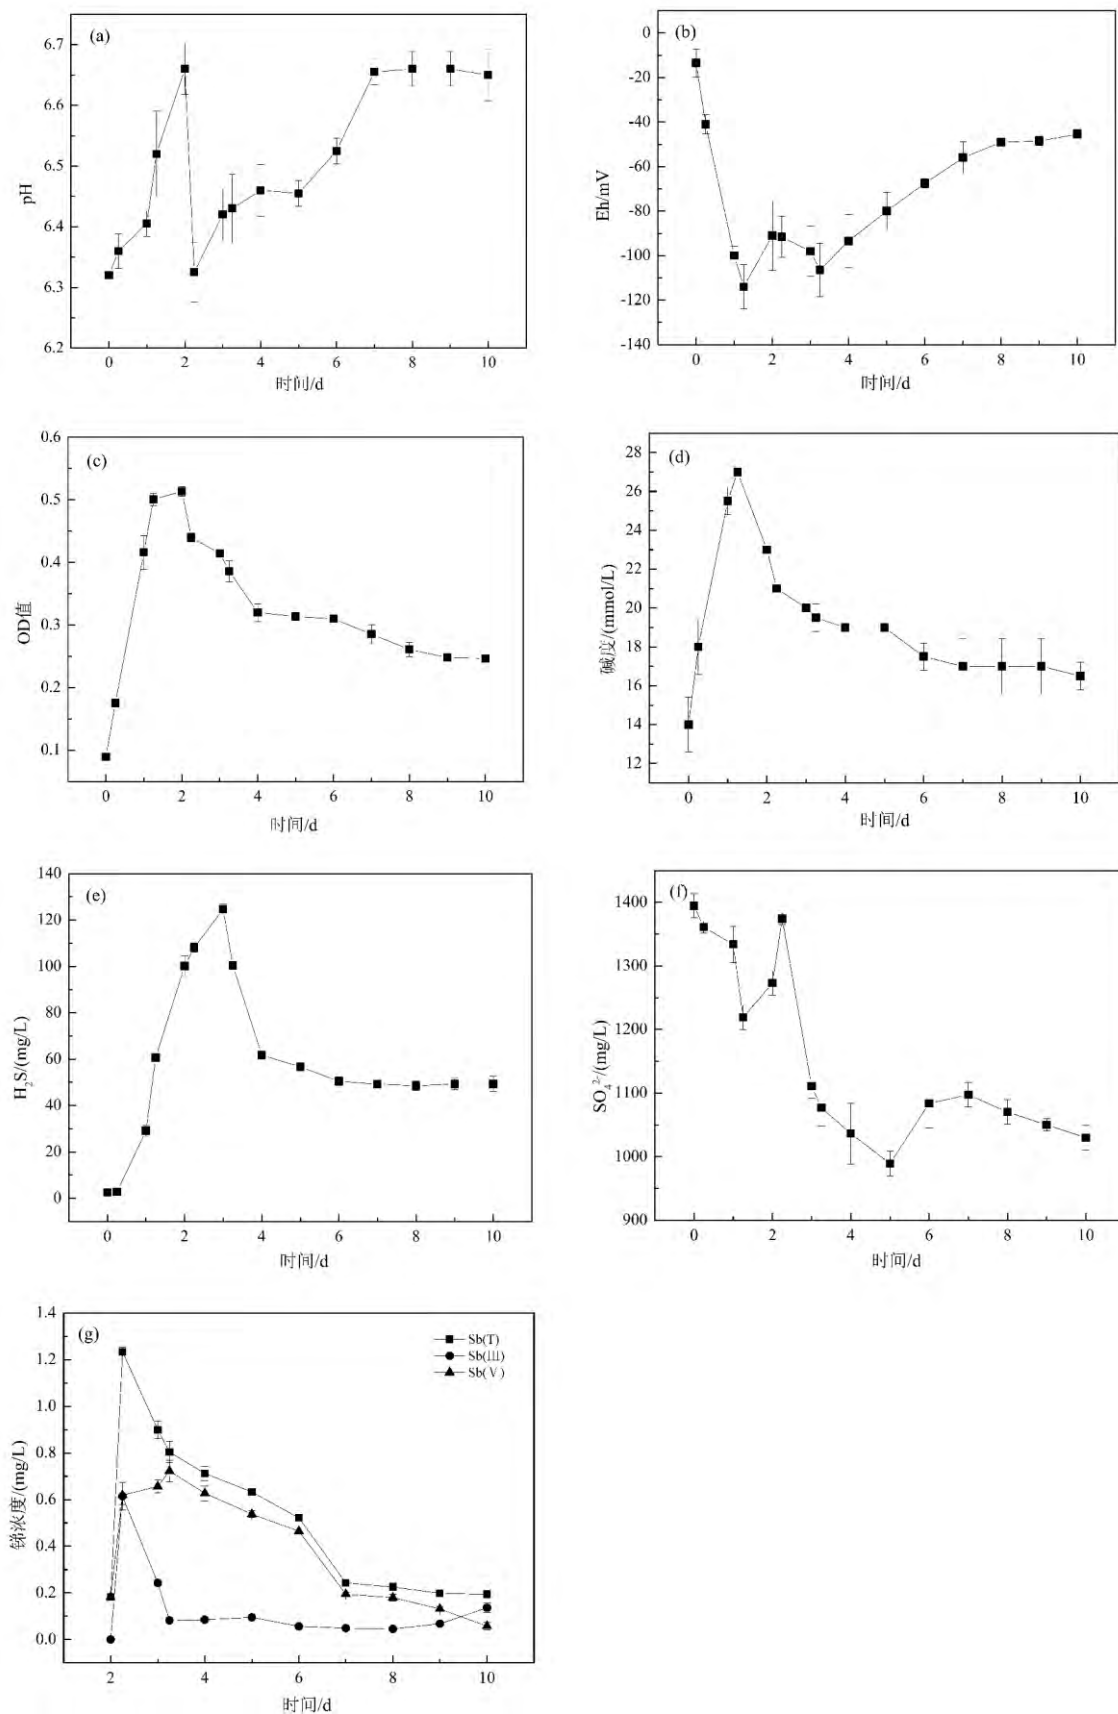 (a)
6.7
6.6
6.5
6.4
6.3
6.2
pH
0 2 4 6 8 10
时间/d
(b)
0
-20
-40
-60
-80
-100
-120
-140
Eh/mV
0 2 4 6 8 10
时间/d
(c)
0.6
0.5
0.4
0.3
0.2
0.1
OD值
0 2 4 6 8 10
时间/d
(d)
28
26
24
22
20
18
16
14
12
碱度/(mmol/L)
0 2 4 6 8 10
时间/d
(e)
140
120
100
80
60
40
20
0
H₂S/(mg/L)
0 2 4 6 8 10
时间/d
(f)
1400
1300
1200
1100
1000
900
SO₄²⁻/(mg/L)
0 2 4 6 8 10
时间/d
(g)
1.4
1.2
1.0
0.8
0.6
0.4
0.2
0.0
锑浓度/(mg/L)
Sb(T)
Sb(III)
Sb(V)
2 4 6 8 10
时间/d